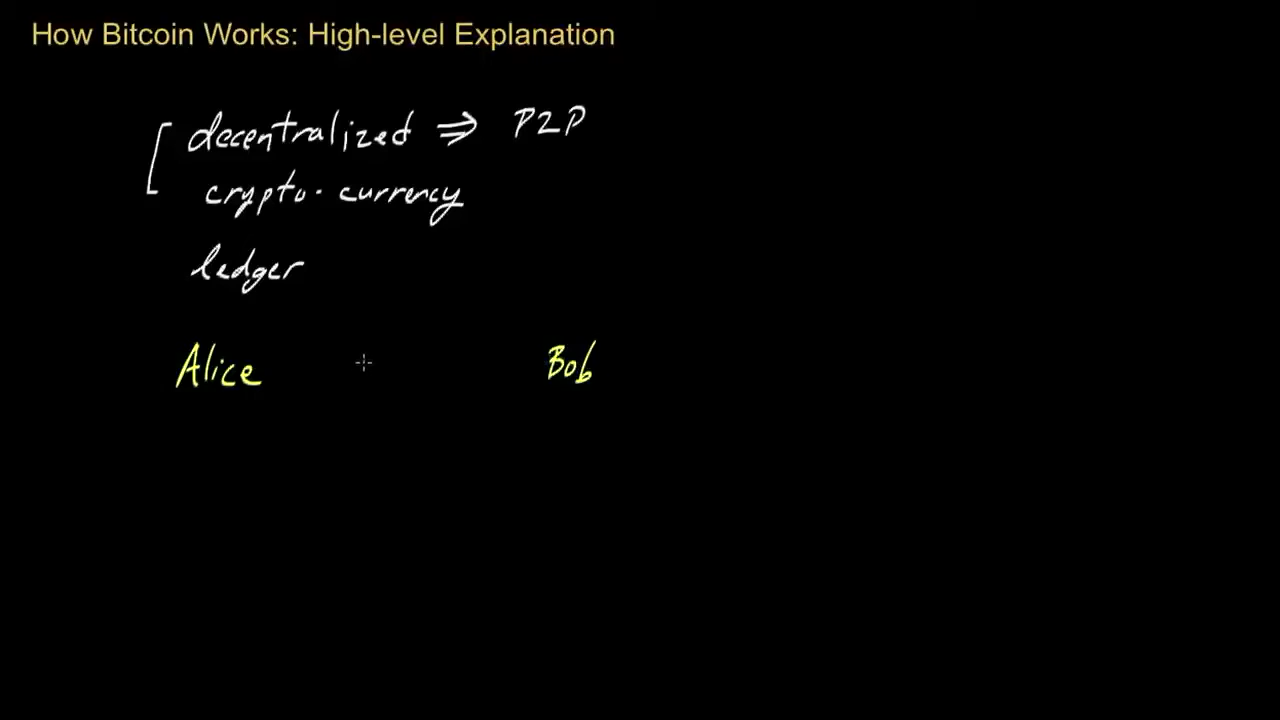 How Bitcoin Works: High-level Explanation
decentralized ⇒ P2P
crypto-currency
ledger
Alice Bob